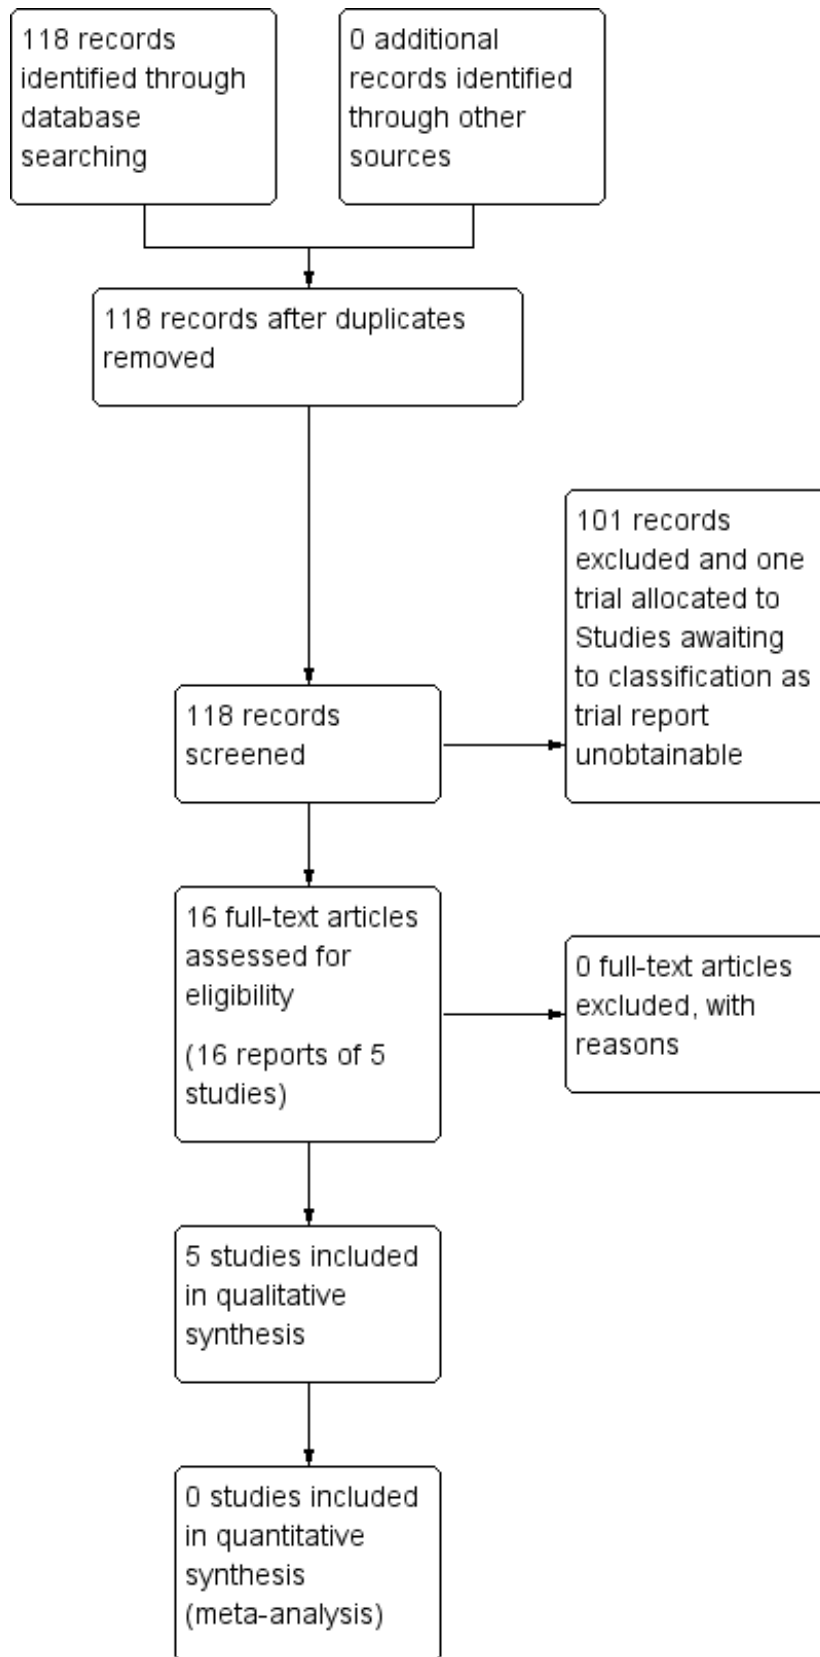 118 records
identified through
database
searching
0 additional
records identified
through other
sources
118 records after duplicates
removed
101 records
excluded and one
trial allocated to
Studies awaiting
to classification as
trial report
unobtainable
118 records
screened
16 full-text articles
assessed for
eligibility
(16 reports of 5
studies)
0 full-text articles
excluded, with
reasons
5 studies included
in qualitative
synthesis
0 studies included
in quantitative
synthesis
(meta-analysis)